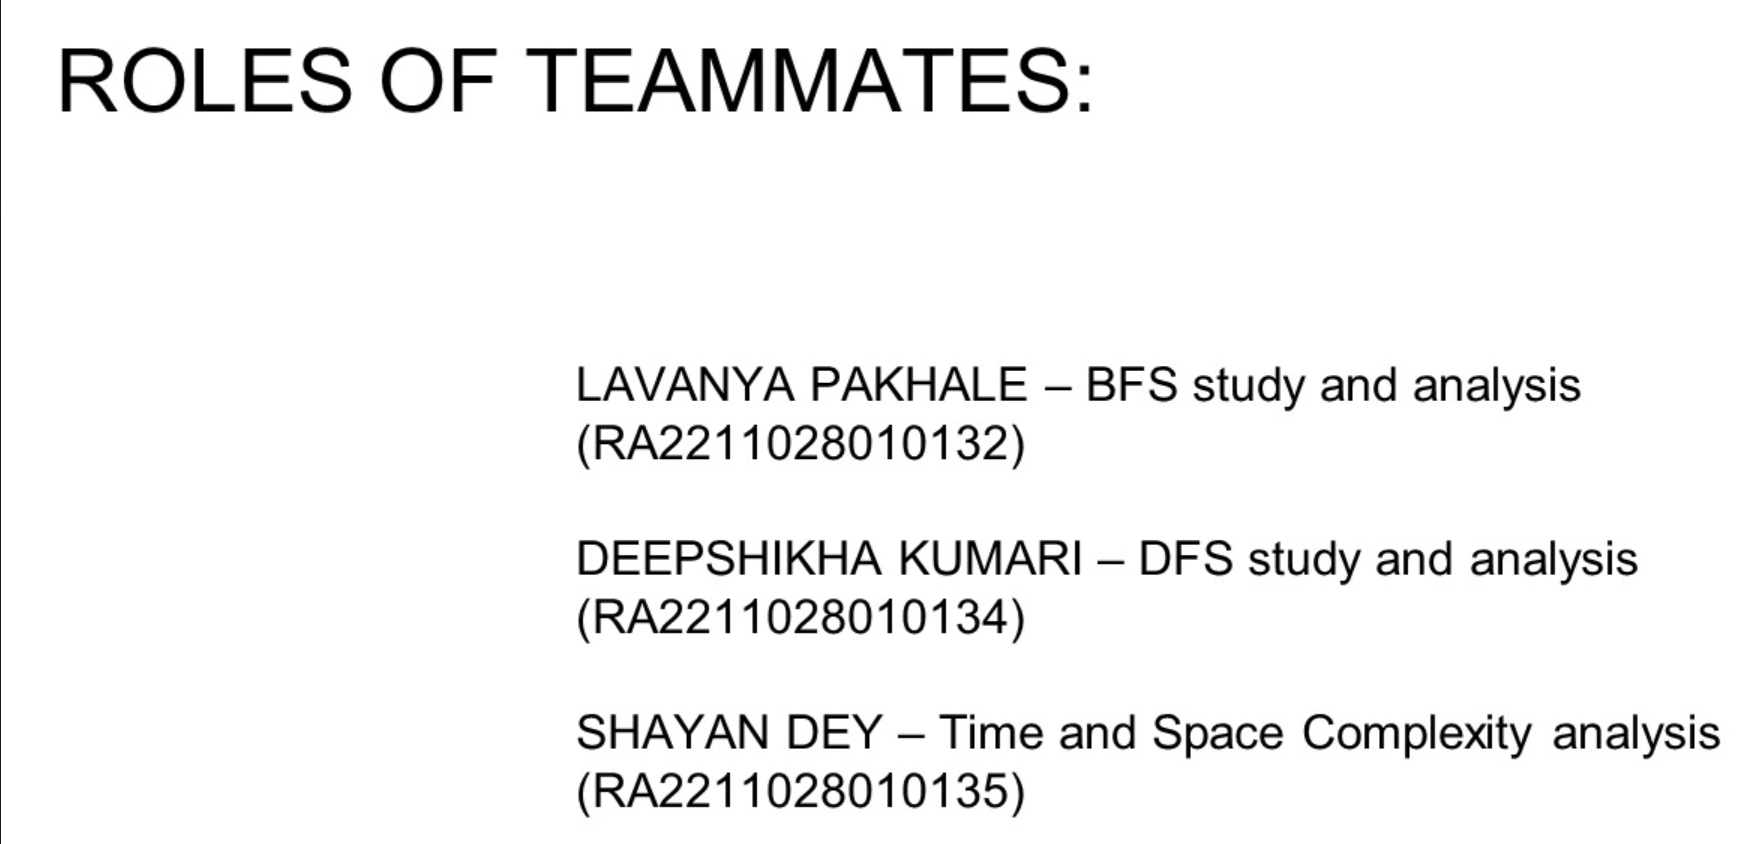 ROLES OF TEAMMATES:
LAVANYA PAKHALE – BFS study and analysis
(RA2211028010132)
DEEPSHIKHA KUMARI – DFS study and analysis
(RA2211028010134)
SHAYAN DEY – Time and Space Complexity analysis
(RA2211028010135)